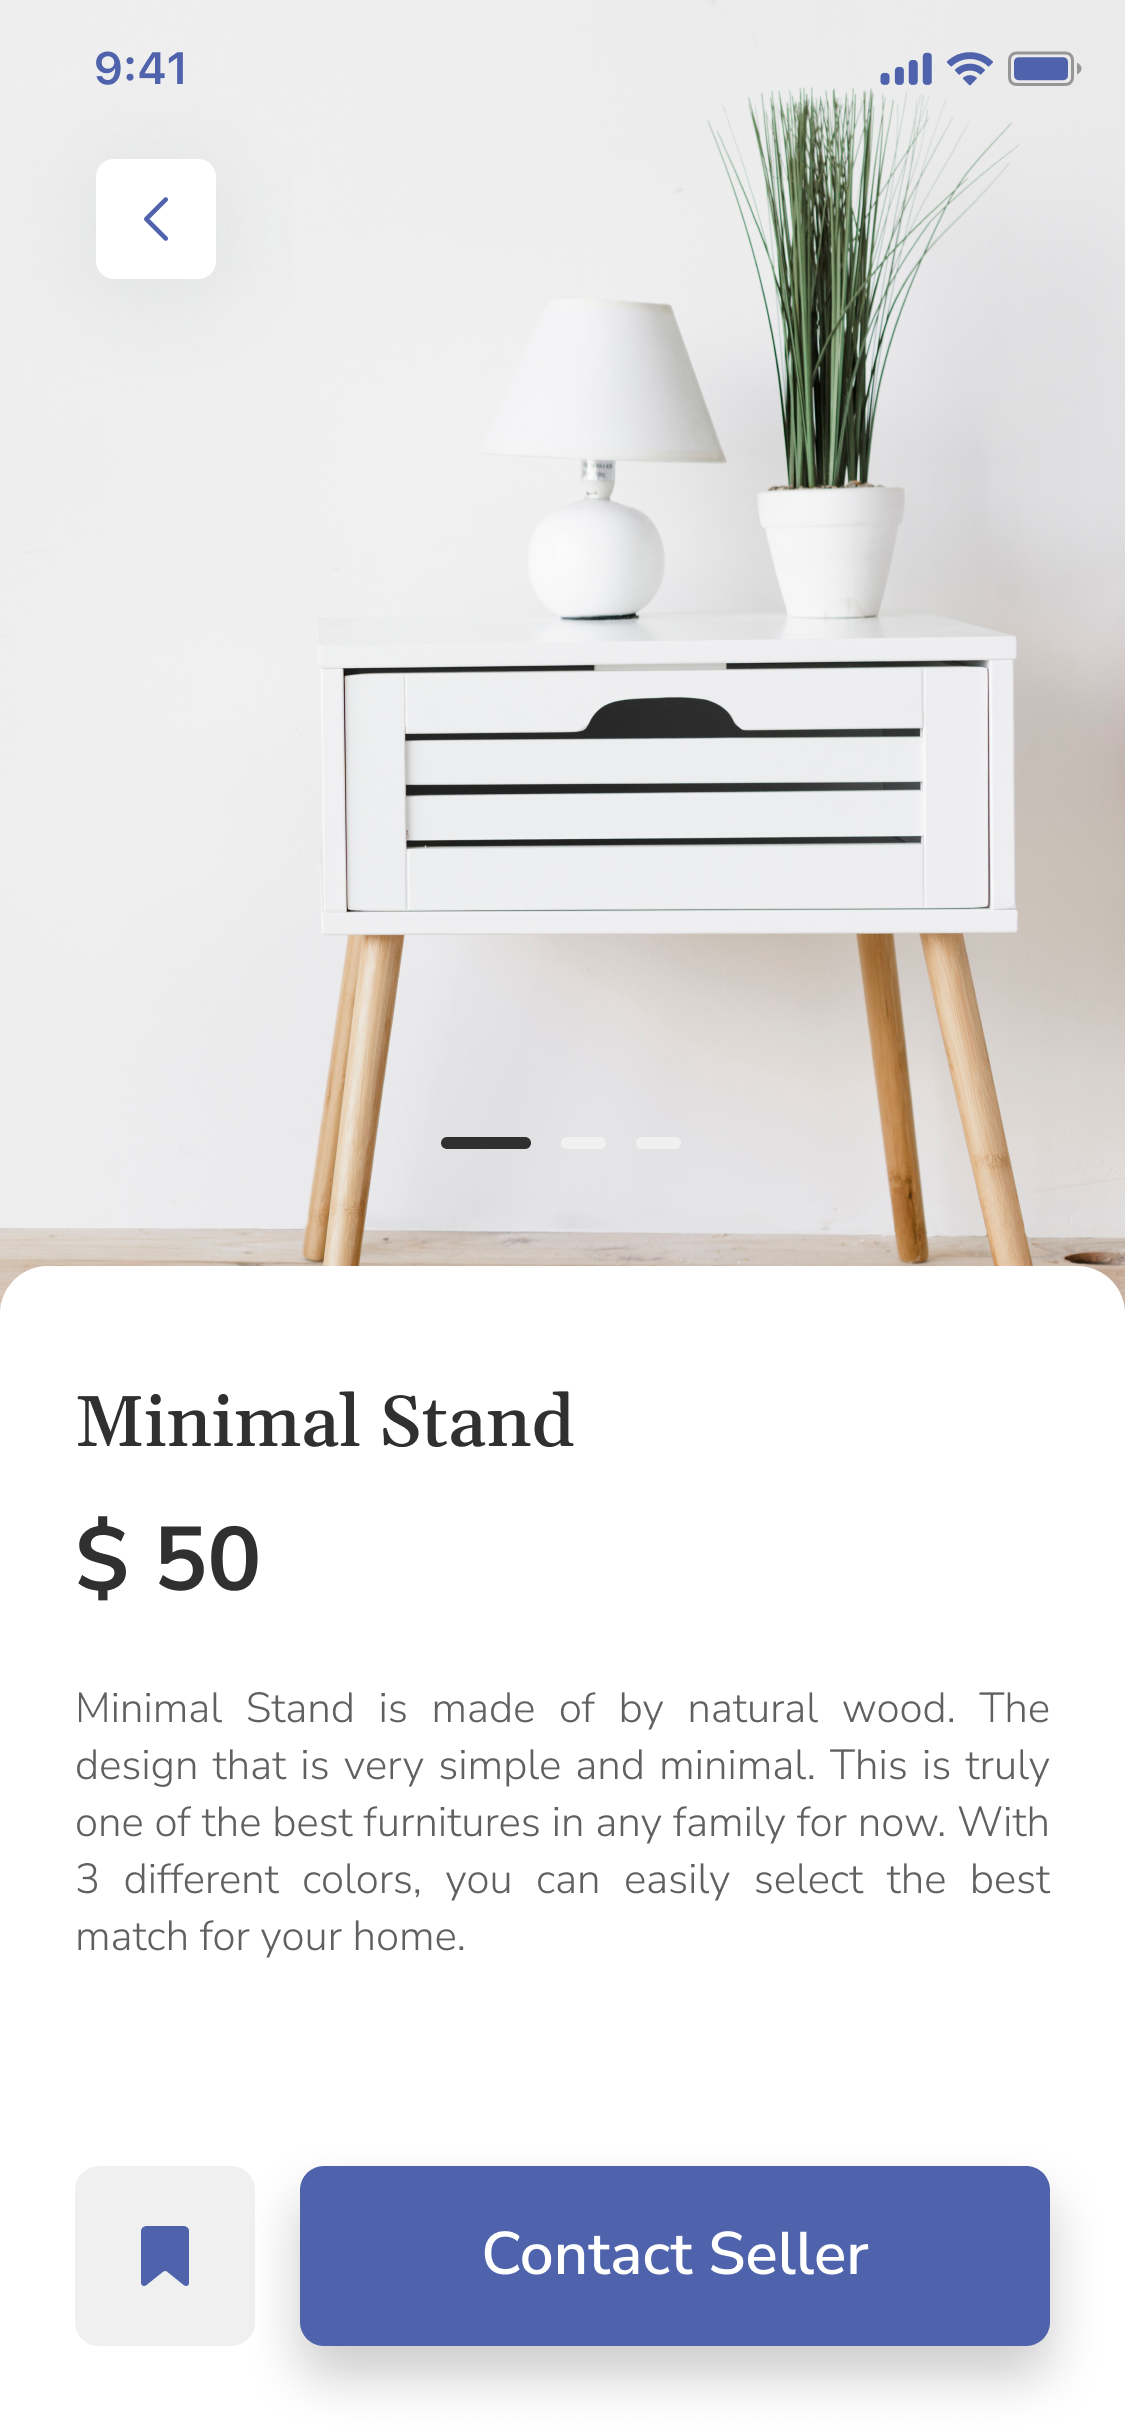 9:41
Minimal Stand
$ 50
Minimal Stand is made of by natural wood. The
design that is very simple and minimal. This is truly
one of the best furnitures in any family for now. With
3 different colors, you can easily select the best
match for your home.
Contact Seller